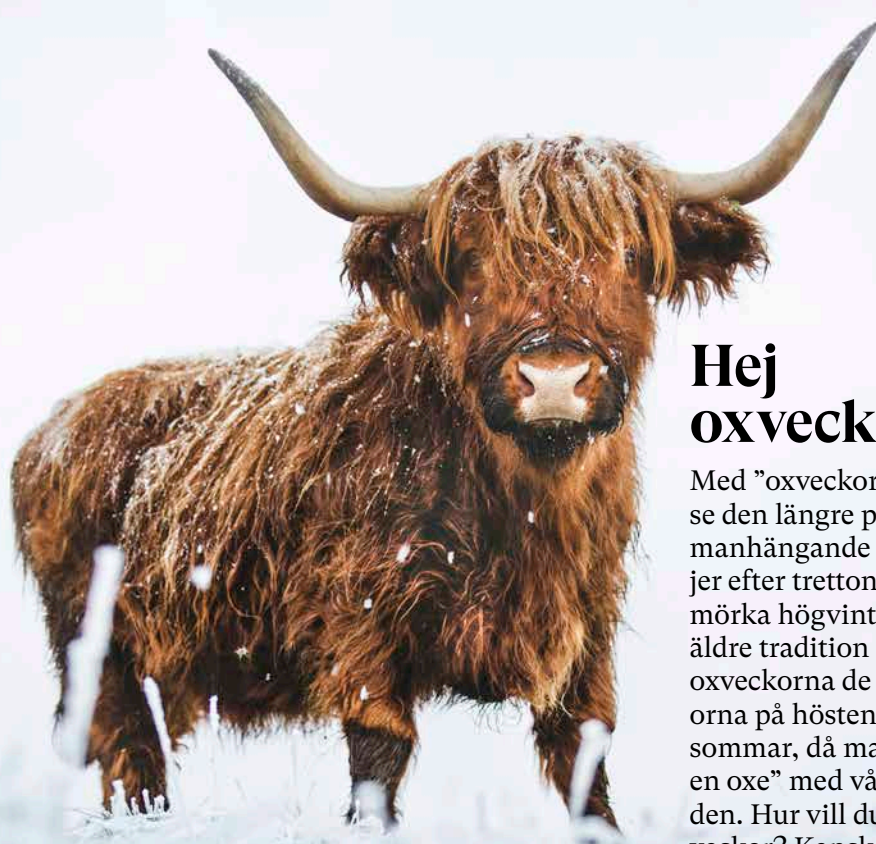 Hej
oxveck
Med ”oxveckor
se den längre p
manhängande
jer efter tretton
mörka högvint
äldre tradition
oxveckorna de
orna på hösten
sommar, då ma
en oxe” med vå
den. Hur vill du